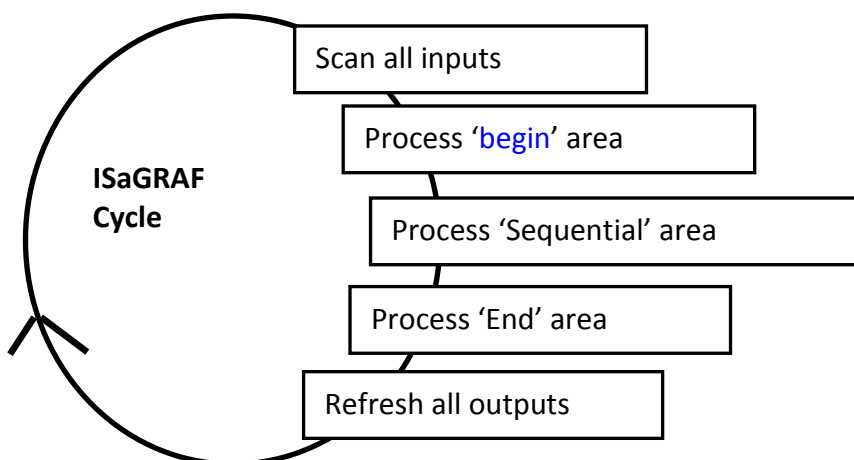 Scan all inputs
Process ‘begin’ area
ISaGRAF
Cycle
Process ‘Sequential’ area
Process ‘End’ area
Refresh all outputs